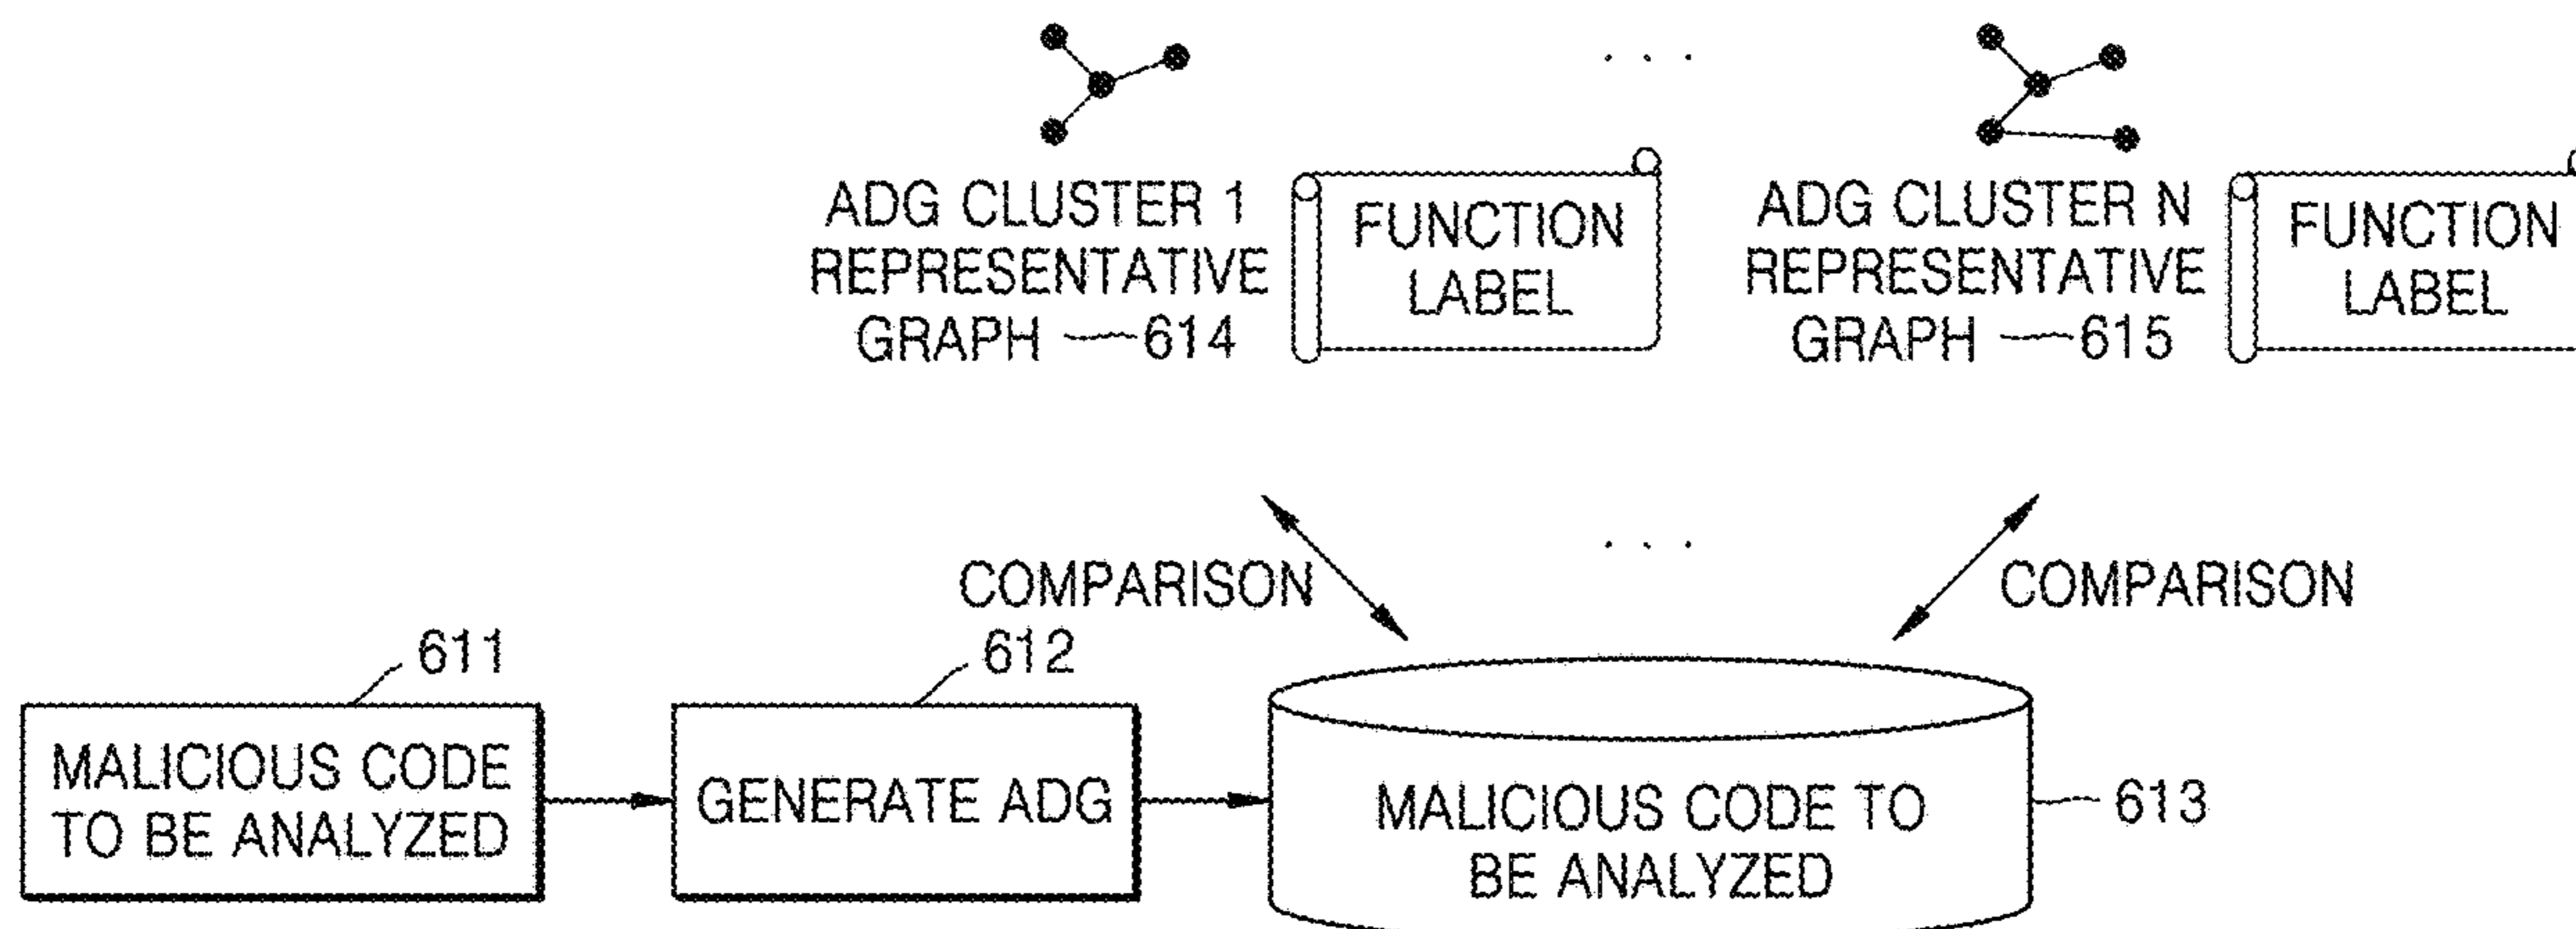 . . .
ADG CLUSTER 1
REPRESENTATIVE
GRAPH 614
FUNCTION
LABEL
ADG CLUSTER N
REPRESENTATIVE
GRAPH 615
FUNCTION
LABEL
. . .
COMPARISON
COMPARISON
611
612
MALICIOUS CODE
TO BE ANALYZED
GENERATE ADG
MALICIOUS CODE TO
BE ANALYZED
613